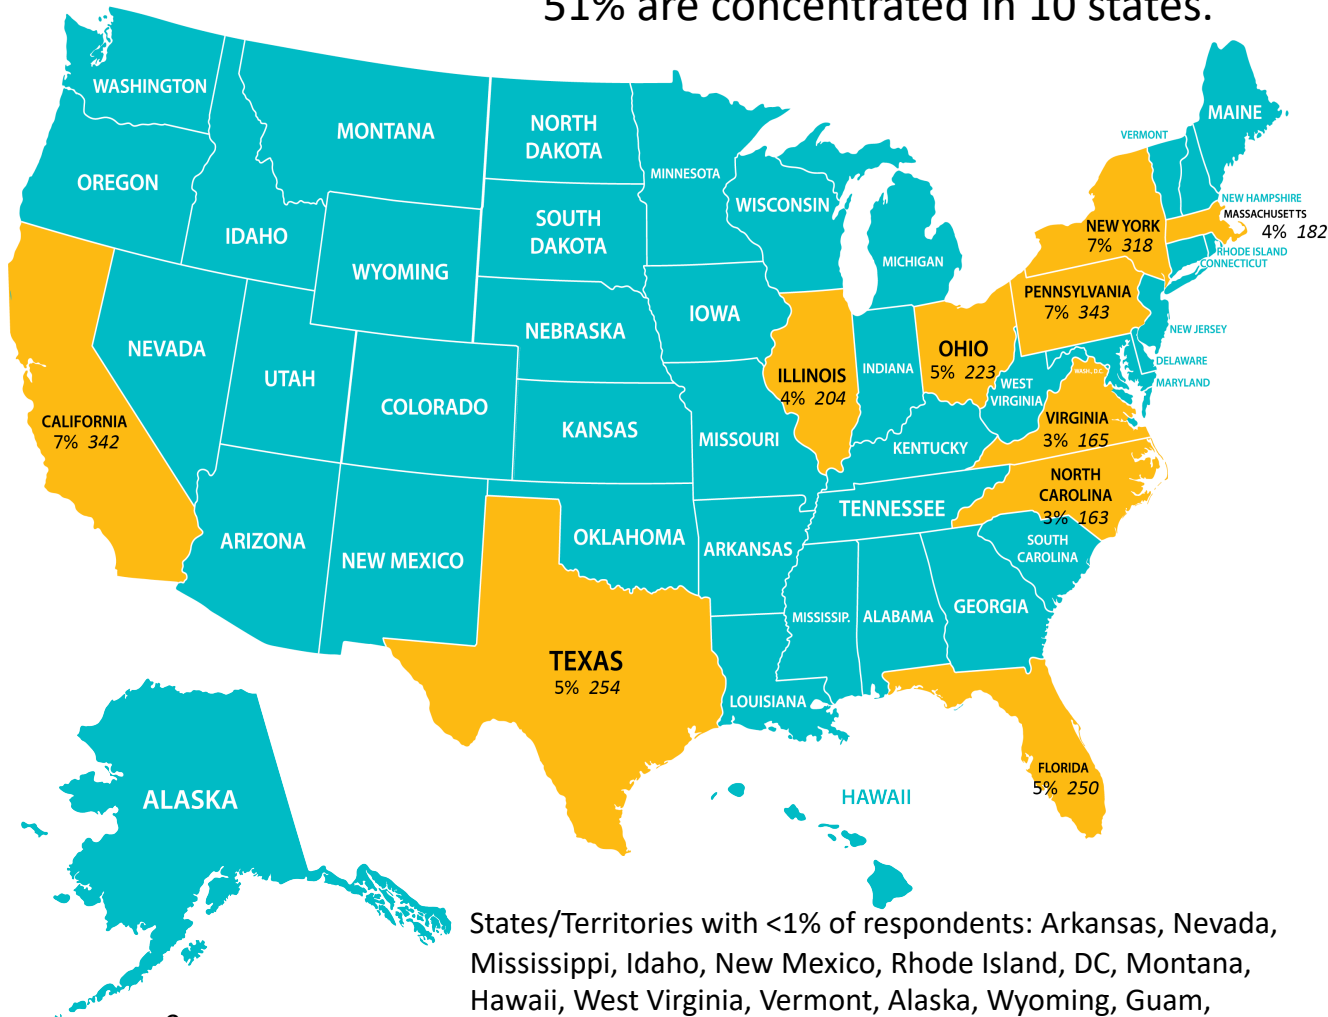 51% are concentrated in 10 states.
WASHINGTON
MONTANA
NORTH
DAKOTA
MINNESOTA
MAINE
VERMONT
OREGON
IDAHO
SOUTH
DAKOTA
WISCONSIN
MICHIGAN
NEW HAMPSHIRE
MASSACHUSETTS
4% 182
NEW YORK
7% 318
RHODE ISLAND
CONNECTICUT
WYOMING
IOWA
PENNSYLVANIA
7% 343
NEVADA
NEBRASKA
NEW JERSEY
UTAH
COLORADO
ILLINOIS
4% 204
INDIANA
OHIO
5% 223
DELAWARE
MARYLAND
WASH, D.C.
WEST
VIRGINIA
CALIFORNIA
7% 342
KANSAS
MISSOURI
KENTUCKY
VIRGINIA
3% 165
NORTH
CAROLINA
3% 163
ARIZONA
NEW MEXICO
OKLAHOMA
ARKANSAS
TENNESSEE
SOUTH
CAROLINA
MISSISSIP.
ALABAMA
GEORGIA
TEXAS
5% 254
LOUISIANA
FLORIDA
5% 250
ALASKA
HAWAII
States/Territories with <1% of respondents: Arkansas, Nevada,
Mississippi, Idaho, New Mexico, Rhode Island, DC, Montana,
Hawaii, West Virginia, Vermont, Alaska, Wyoming, Guam,